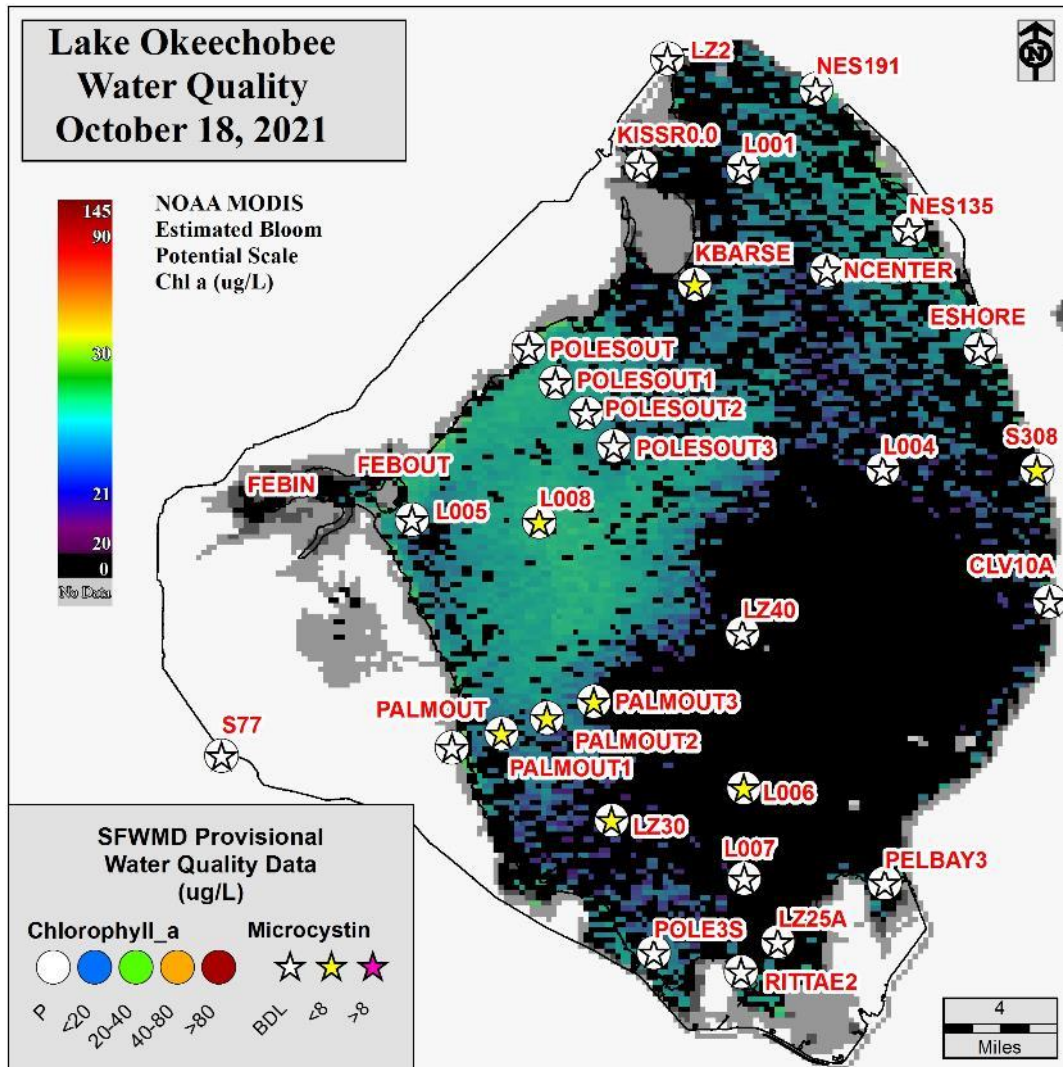 Lake Okeechobee
Water Quality
October 18, 2021
N
LZ2
NES191
KISSR0.0
L001
145
90
30
21
20
0
No Data
NOAA MODIS
Estimated Bloom
Potential Scale
Chl a (ug/L)
NES135
KBARSE
NCENTER
ESHORE
POLESOUT
POLESOUT1
POLESOUT2
POLESOUT3
L004
S308
FEBOUT
FEBIN
L005
L008
CLV10A
LZ40
PALMOUT3
PALMOUT
PALMOUT2
S77
PALMOUT1
L006
LZ30
L007
PELBAY3
POLE3S
LZ25A
RITTAE2
SFWMD Provisional
Water Quality Data
(ug/L)
Chlorophyll_a Microcystin
P <20 20-40 40-80 >80 BDL <8 >8
4
Miles